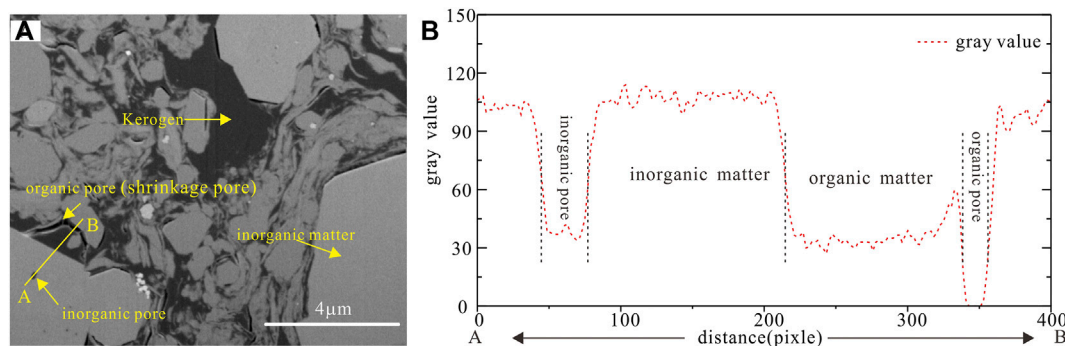 A
Kerogen
organic pore (shrinkage pore)
B
inorganic matter
A
inorganic pore
4μm
B
150
120
90
60
30
0
gray value
gray value
inorganic pore
inorganic matter
organic matter
organic pore
0 100 200 300 400
A distance(pixle) B